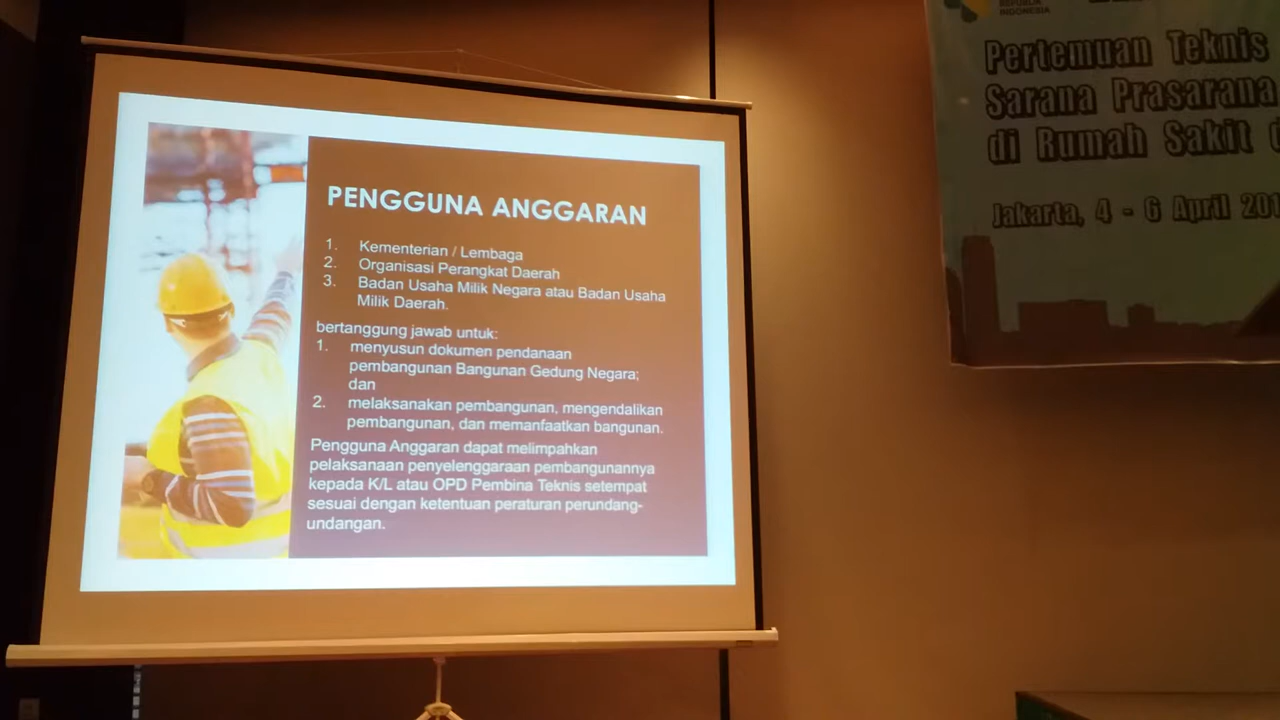 PENGGUNA ANGGARAN
1. Kementerian / Lembaga
2. Organisasi Perangkat Daerah
3. Badan Usaha Milik Negara atau Badan Usaha
Milik Daerah.
bertanggung jawab untuk:
1. menyusun dokumen pendanaan
pembangunan Bangunan Gedung Negara;
dan
2. melaksanakan pembangunan, mengendalikan
pembangunan, dan memanfaatkan bangunan.
Pengguna Anggaran dapat melimpahkan
pelaksanaan penyelenggaraan pembangunannya
kepada K/L atau OPD Pembina Teknis setempat
sesuai dengan ketentuan peraturan perundang-
undangan.
REPUBLIK
INDONESIA
Pertemuan Teknis
Sarana Prasarana
di Rumah Sakit
Jakarta, 4 - 6 April 201